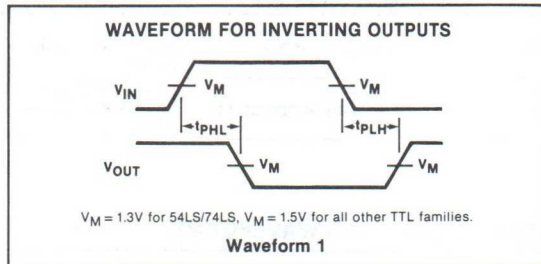 WAVEFORM FOR INVERTING OUTPUTS
VIN
VM
VM
tPHL
tPLH
VOUT
VM
VM
VM = 1.3V for 54LS/74LS, VM = 1.5V for all other TTL families.
Waveform 1